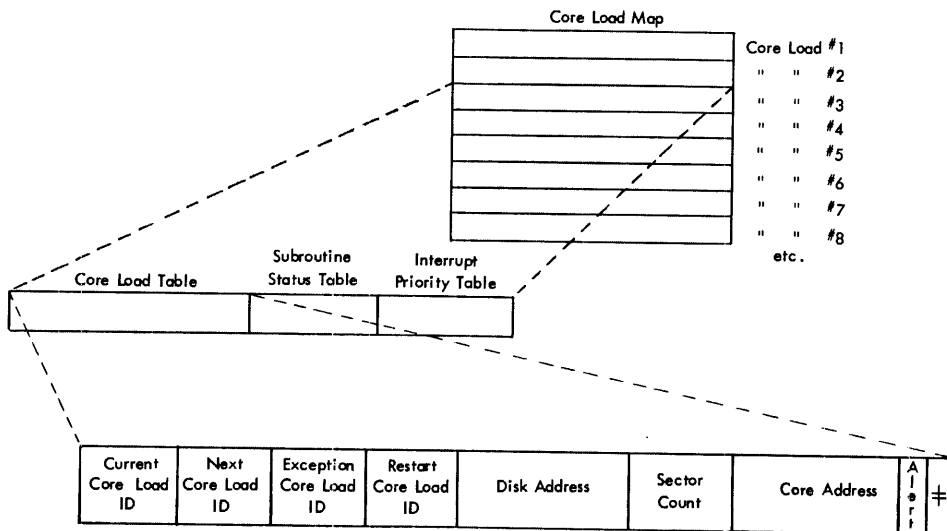 Core Load Map
Core Load #1
" " #2
" " #3
" " #4
" " #5
" " #6
" " #7
" " #8
etc.
Core Load Table
Subroutine
Status Table
Interrupt
Priority Table
Current
Core Load
ID
Next
Core Load
ID
Exception
Core Load
ID
Restart
Core Load
ID
Disk Address
Sector
Count
Core Address
Alert
⧧